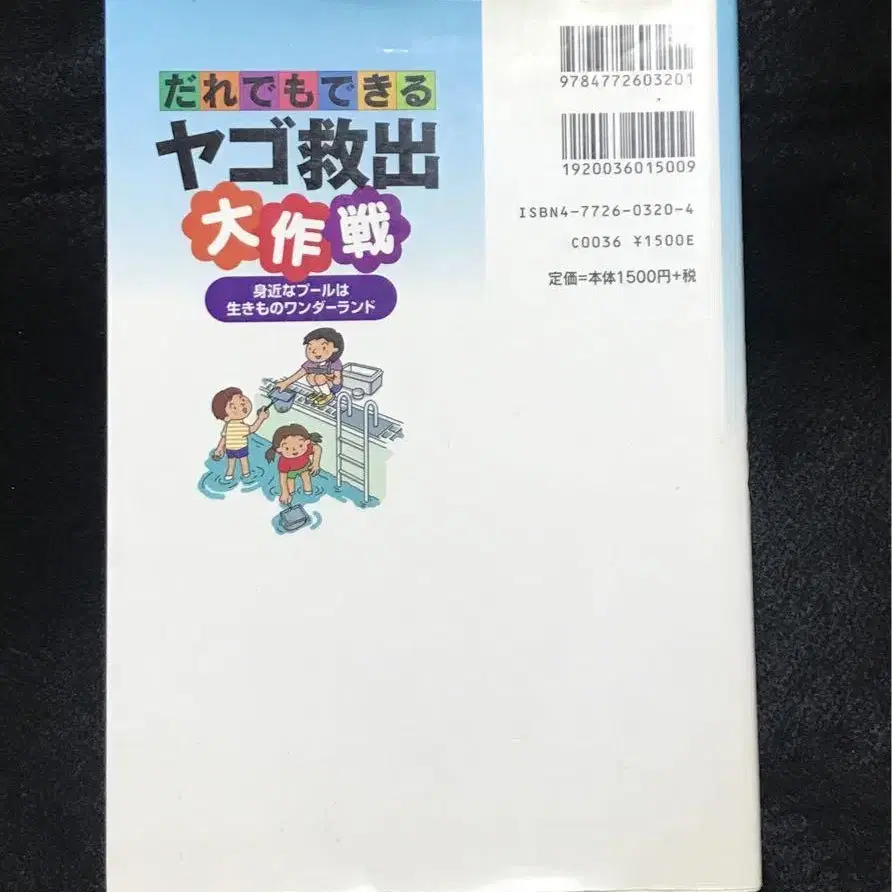 だれでもできる
ヤゴ救出
大作戦
身近なプールは
生きものワンダーランド
9784772603201
1920036015009
ISBN4-7726-0320-4
C0036 ¥1500E
定価=本体1500円+税